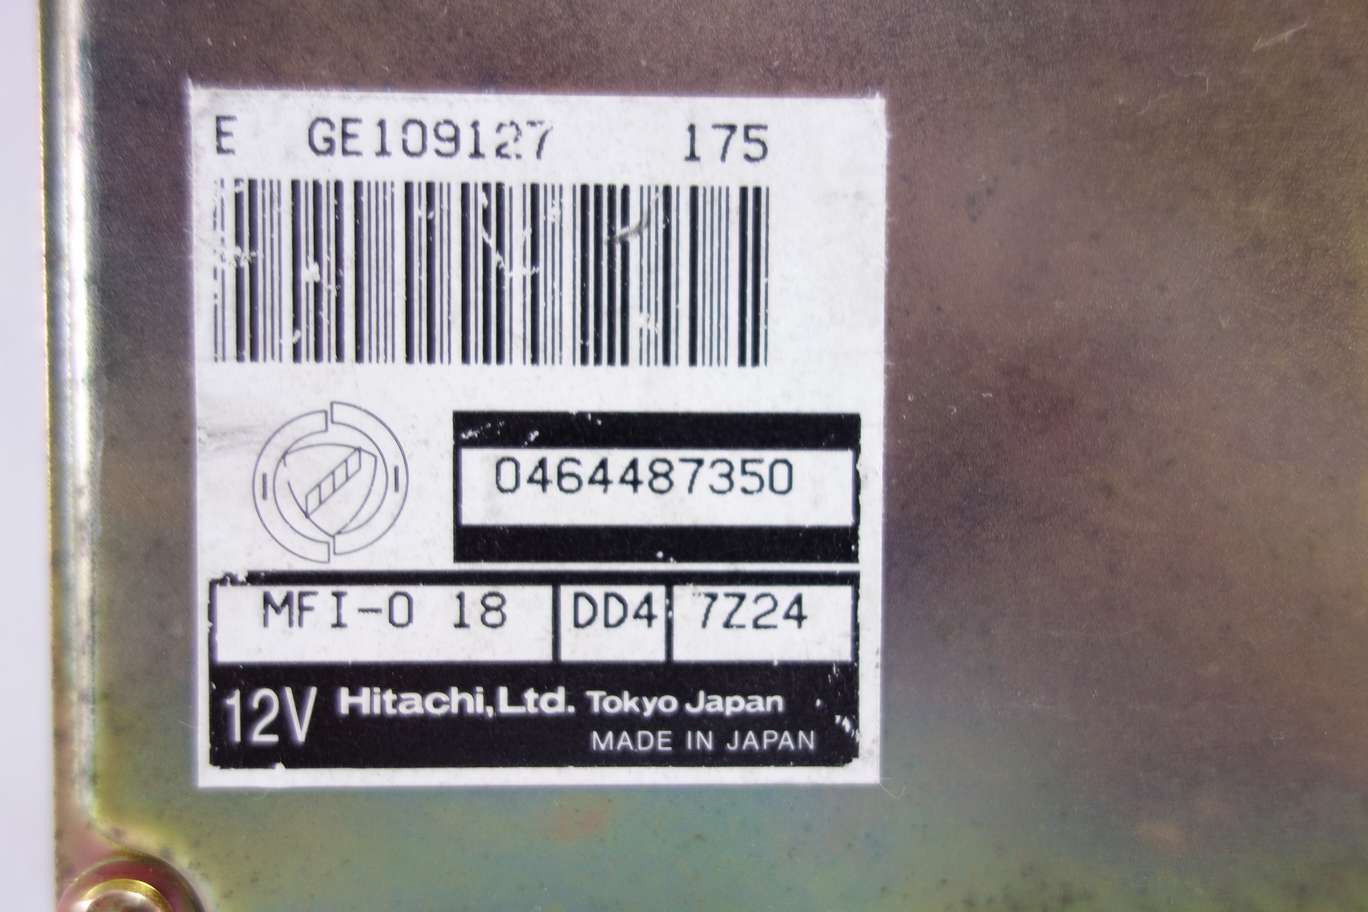 E GE109127 175
0464487350
MFI-0 18 DD4 7Z24
12V Hitachi,Ltd. Tokyo Japan
MADE IN JAPAN